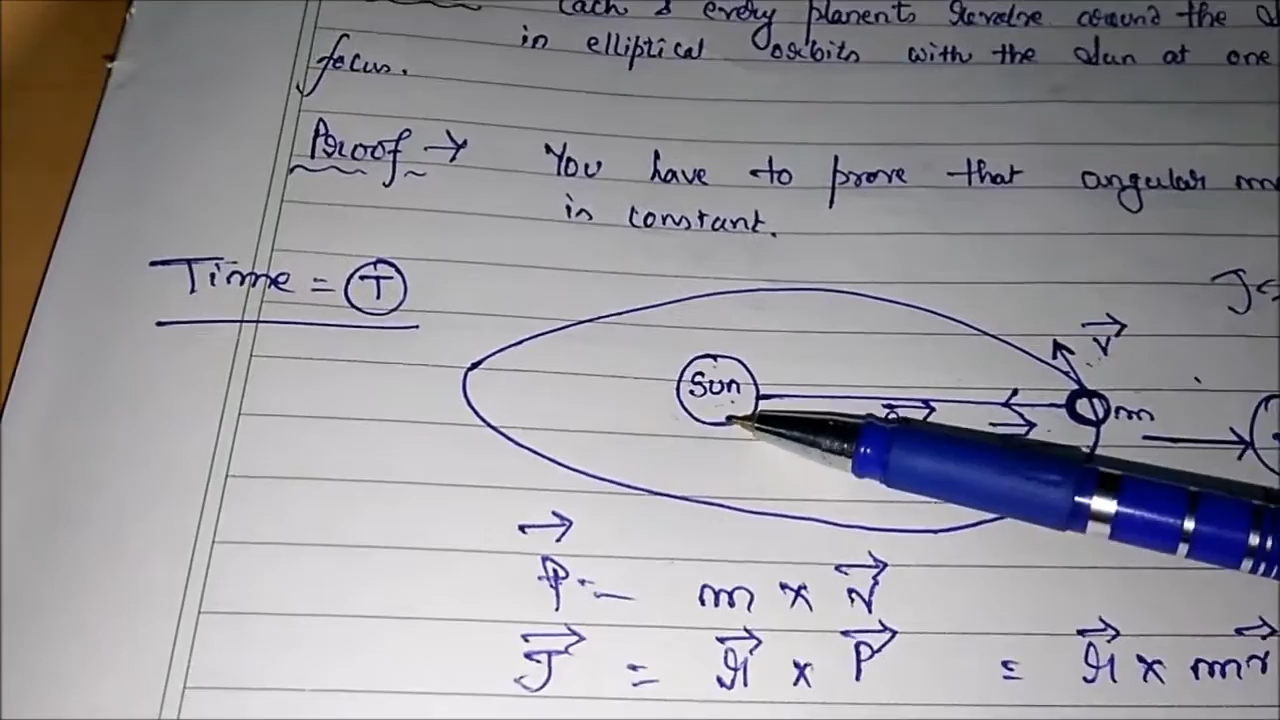 Each & every planents revolve around the
in elliptical orbits with the sun at one
focus.
Proof → You have to prove that angular m
is constant.
Time = T
V
Sun
m
P = m × v
J = r × P = r × mv